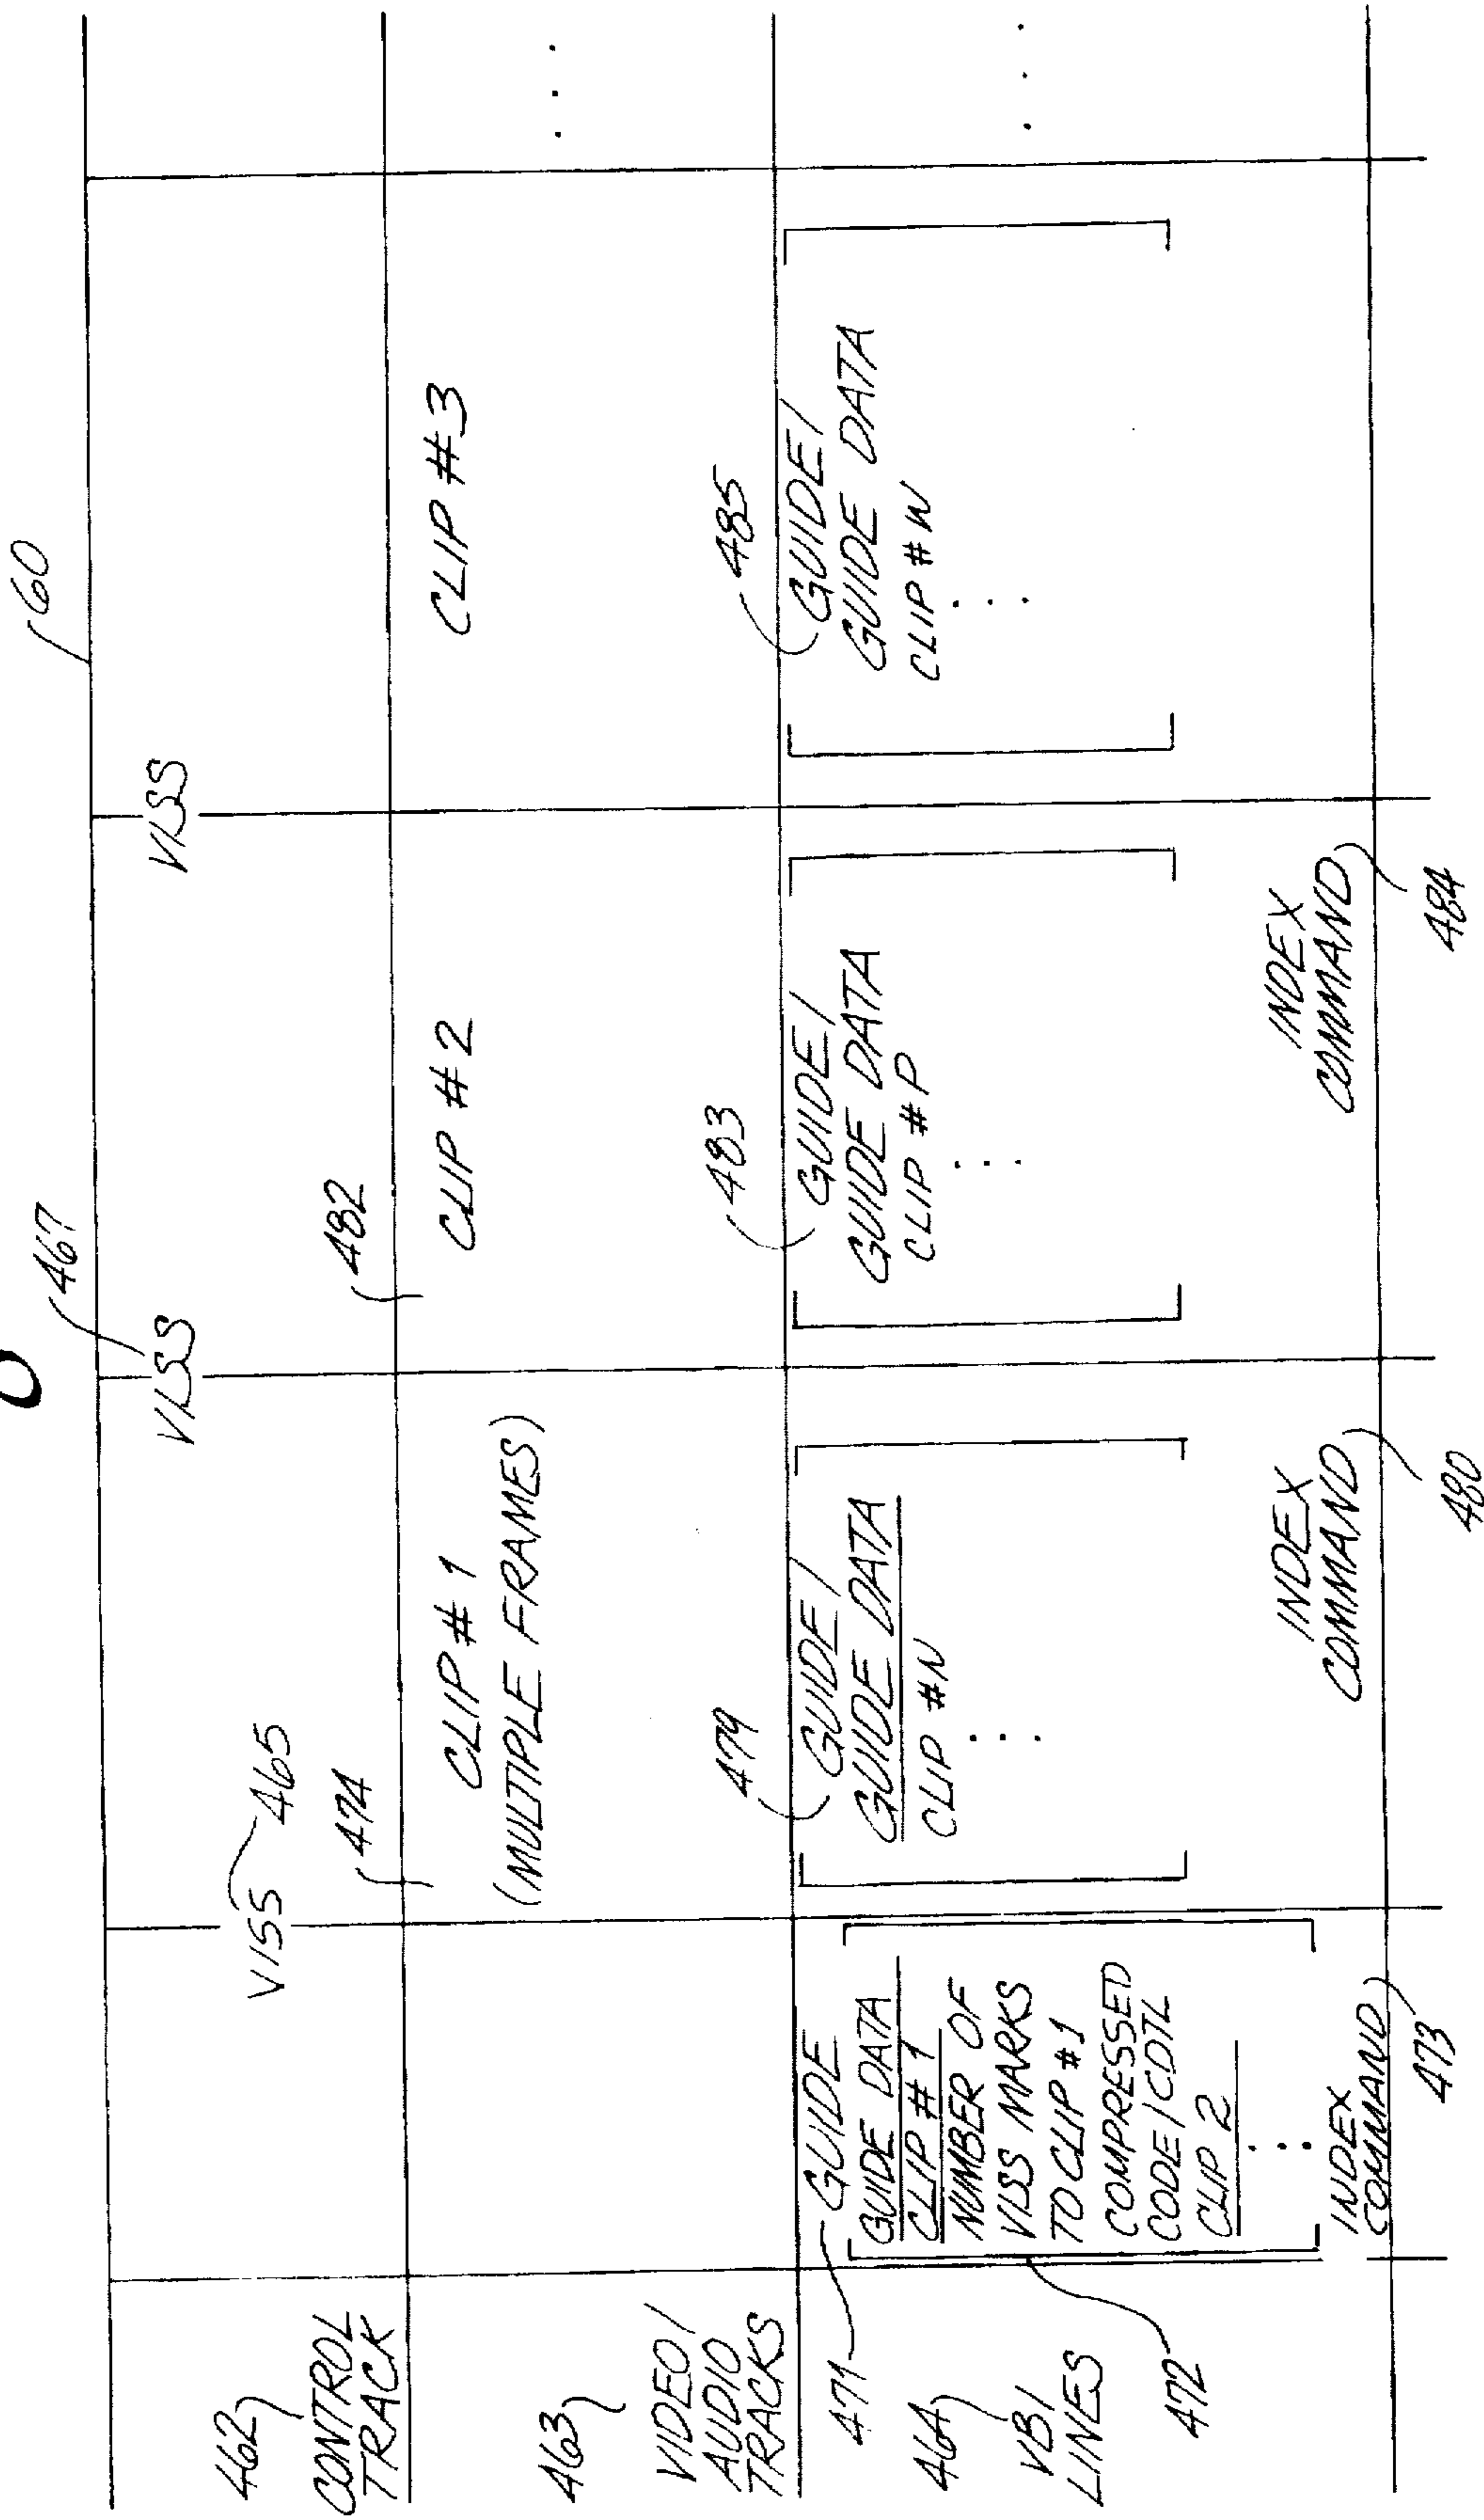 60
467
VISS 465
VISS
VISS
462
CONTROL
TRACK
474
482
463
VIDEO/
AUDIO
TRACKS
CLIP #1
(MULTIPLE FRAMES)
CLIP #2
CLIP #3
. . .
471
464
VBI
LINES
472
GUIDE
GUIDE DATA
CLIP #1
NUMBER OF
VISS MARKS
TO CLIP #1
COMPRESSED
CODE/CDTL
CLIP 2
⋮
INDEX
COMMAND
473
479
GUIDE/
GUIDE DATA
CLIP #N
⋮
INDEX
COMMAND
480
483
GUIDE/
GUIDE DATA
CLIP #P
⋮
INDEX
COMMAND
484
485
GUIDE/
GUIDE DATA
CLIP #W
⋮
. . .